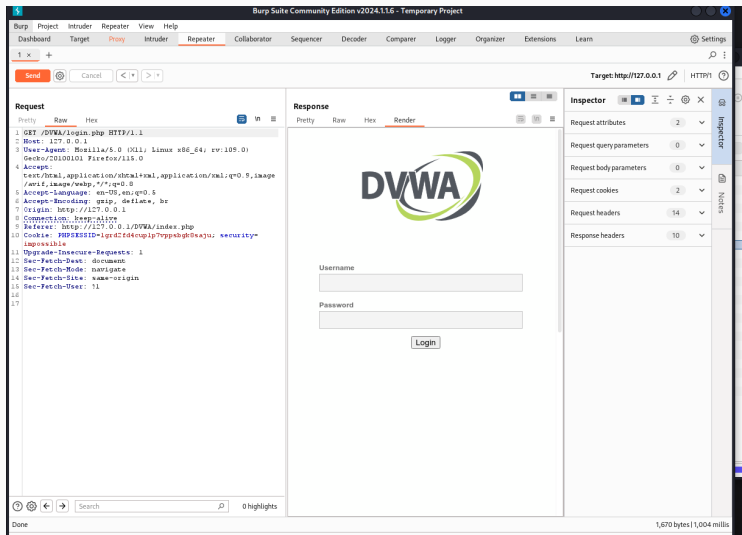 Burp Suite Community Edition v2024.1.1.6 - Temporary Project
Burp Project Intruder Repeater View Help
Dashboard Target Proxy Intruder Repeater Collaborator Sequencer Decoder Comparer Logger Organizer Extensions Learn Settings
1 × +
Send Cancel < > Target: http://127.0.0.1 HTTP/1
Request
Pretty Raw Hex \n
1 GET /DVWA/login.php HTTP/1.1
2 Host: 127.0.0.1
3 User-Agent: Mozilla/5.0 (X11; Linux x86_64; rv:109.0)
Gecko/20100101 Firefox/115.0
4 Accept:
text/html,application/xhtml+xml,application/xml;q=0.9,image
/avif,image/webp,*/*;q=0.8
5 Accept-Language: en-US,en;q=0.5
6 Accept-Encoding: gzip, deflate, br
7 Origin: http://127.0.0.1
8 Connection: keep-alive
9 Referer: http://127.0.0.1/DVWA/index.php
10 Cookie: security=
impossible
11 Upgrade-Insecure-Requests: 1
12 Sec-Fetch-Dest: document
13 Sec-Fetch-Mode: navigate
14 Sec-Fetch-Site: same-origin
15 Sec-Fetch-User: ?1
16
17
Search 0 highlights
Response
Pretty Raw Hex Render \n
DVWA
Username
Password
Login
Inspector
Request attributes 2
Request query parameters 0
Request body parameters 0
Request cookies 2
Request headers 14
Response headers 10
Inspector
Notes
Done 1,670 bytes | 1,004 millis